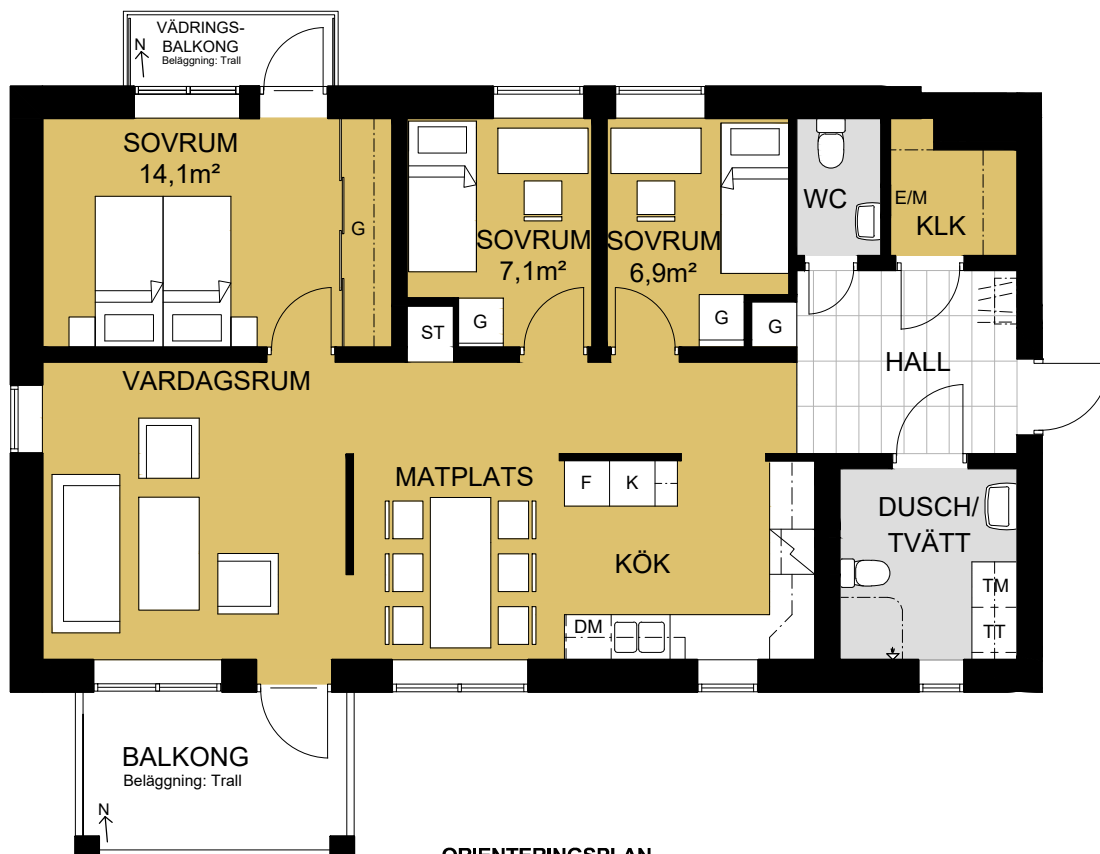 VÄDRINGS-
BALKONG
Beläggning: Trall
N
SOVRUM
14,1m²
G
SOVRUM
7,1m²
SOVRUM
6,9m²
WC
E/M
KLK
ST
G
G
G
HALL
VARDAGSRUM
MATPLATS
F
K
KÖK
DM
DUSCH/
TVÄTT
TM
TT
BALKONG
Beläggning: Trall
N
ORIENTERINGSPLAN